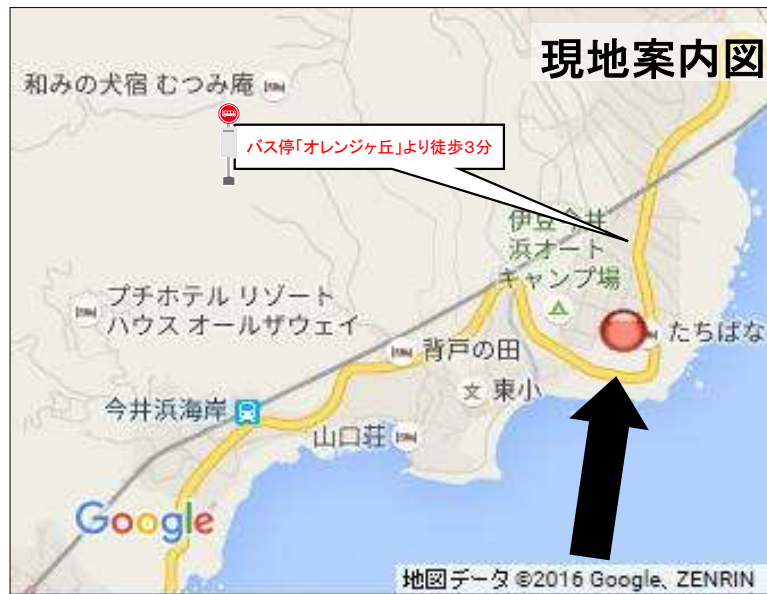 現地案内図
和みの犬宿 むつみ庵
バス停｢オレンジヶ丘｣より徒歩3分
伊豆 今井
浜オート
キャンプ場
プチホテル リゾート
ハウス オールザウェイ
たちばな
背戸の田
文 東小
今井浜海岸
山口荘
Google
地図データ ©2016 Google、ZENRIN